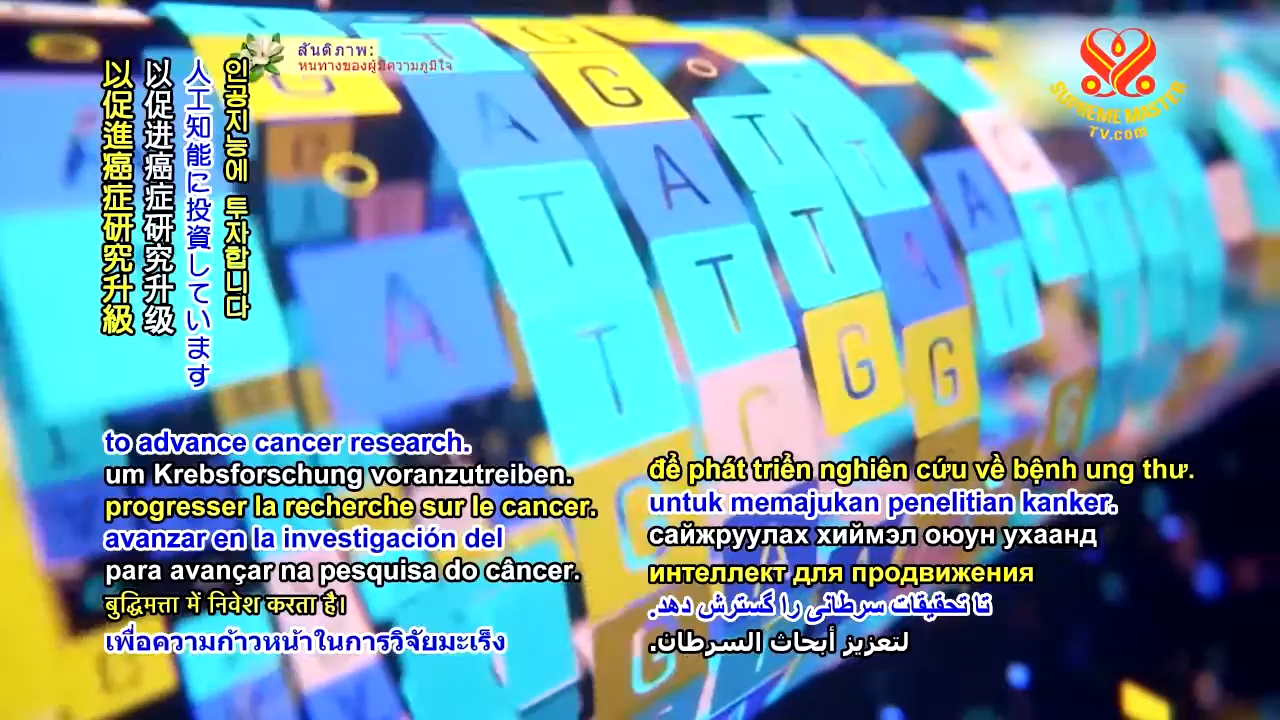 สันติภาพ:
หนทางของผู้มีความภูมิใจ
SUPREME MASTER
TV.com
인공지능에 투자합니다
人工知能に投資しています
以促进癌症研究升级
以促進癌症研究升級
to advance cancer research.
um Krebsforschung voranzutreiben.
progresser la recherche sur le cancer.
avanzar en la investigación del
para avançar na pesquisa do câncer.
बुद्धिमत्ता में निवेश करता है।
เพื่อความก้าวหน้าในการวิจัยมะเร็ง
để phát triển nghiên cứu về bệnh ung thư.
untuk memajukan penelitian kanker.
сайжруулах хиймэл оюун ухаанд
интеллект для продвижения
تا تحقیقات سرطانی را گسترش دهد.
لتعزيز أبحاث السرطان.